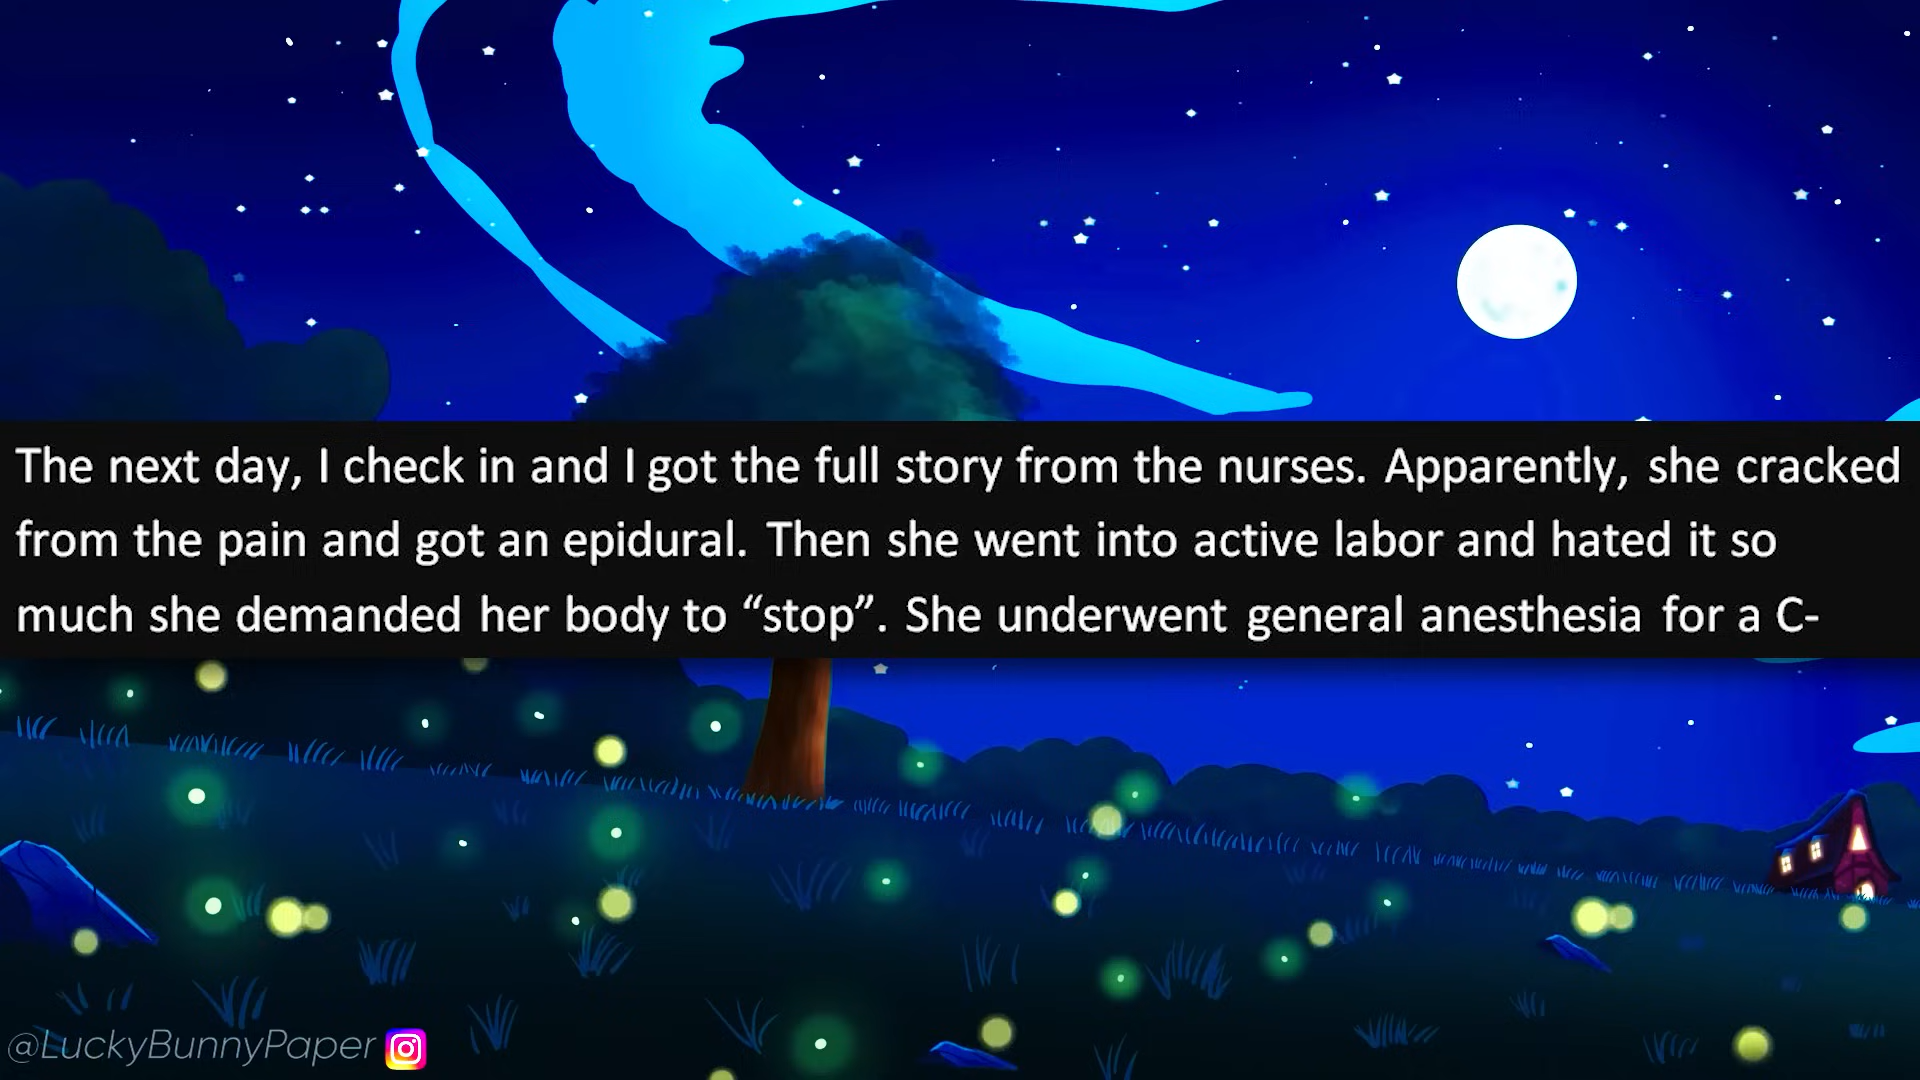 The next day, I check in and I got the full story from the nurses. Apparently, she cracked
from the pain and got an epidural. Then she went into active labor and hated it so
much she demanded her body to “stop”. She underwent general anesthesia for a C-
@LuckyBunnyPaper